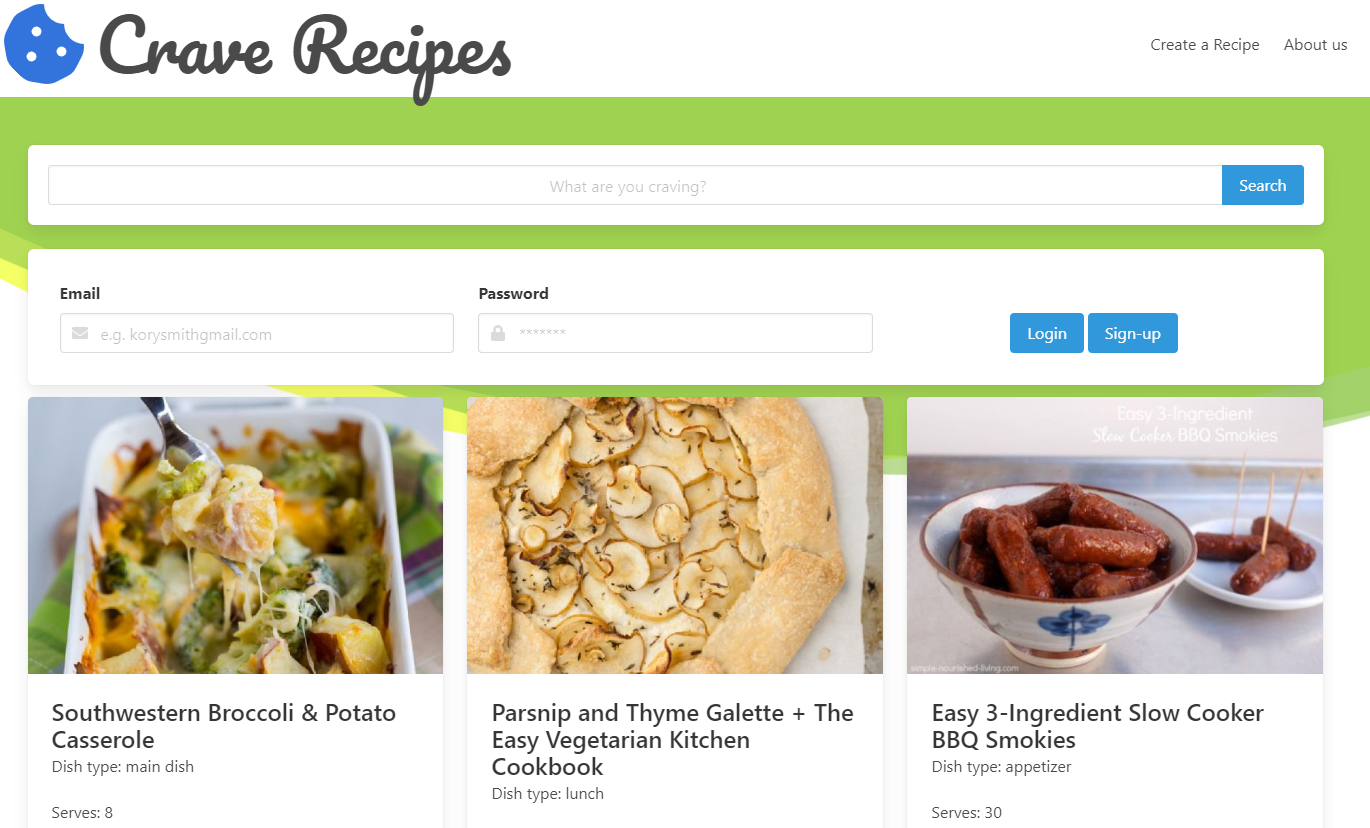 Crave Recipes
Create a Recipe
About us
What are you craving?
Search
Email
Password
e.g. korysmithgmail.com
*******
Login
Sign-up
Easy 3-Ingredient
Slow Cooker BBQ Smokies
simple-nourished-living.com
Southwestern Broccoli & Potato
Casserole
Dish type: main dish
Serves: 8
Parsnip and Thyme Galette + The
Easy Vegetarian Kitchen
Cookbook
Dish type: lunch
Easy 3-Ingredient Slow Cooker
BBQ Smokies
Dish type: appetizer
Serves: 30